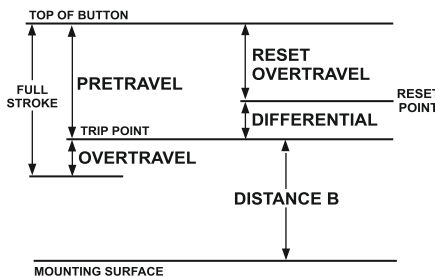 TOP OF BUTTON
FULL
STROKE
PRETRAVEL
RESET
OVERTRAVEL
RESET
POINT
DIFFERENTIAL
TRIP POINT
OVERTRAVEL
DISTANCE B
MOUNTING SURFACE